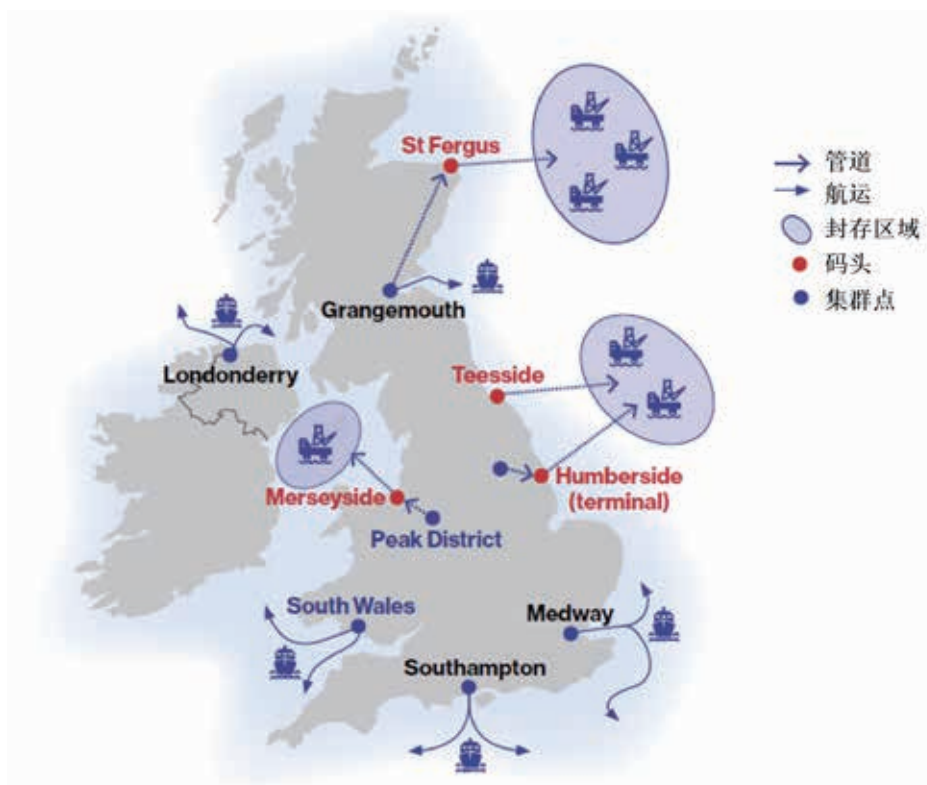 St Fergus
管道
航运
封存区域
码头
集群点
Grangemouth
Londonderry
Teesside
Merseyside
Humberside
(terminal)
Peak District
South Wales
Medway
Southampton